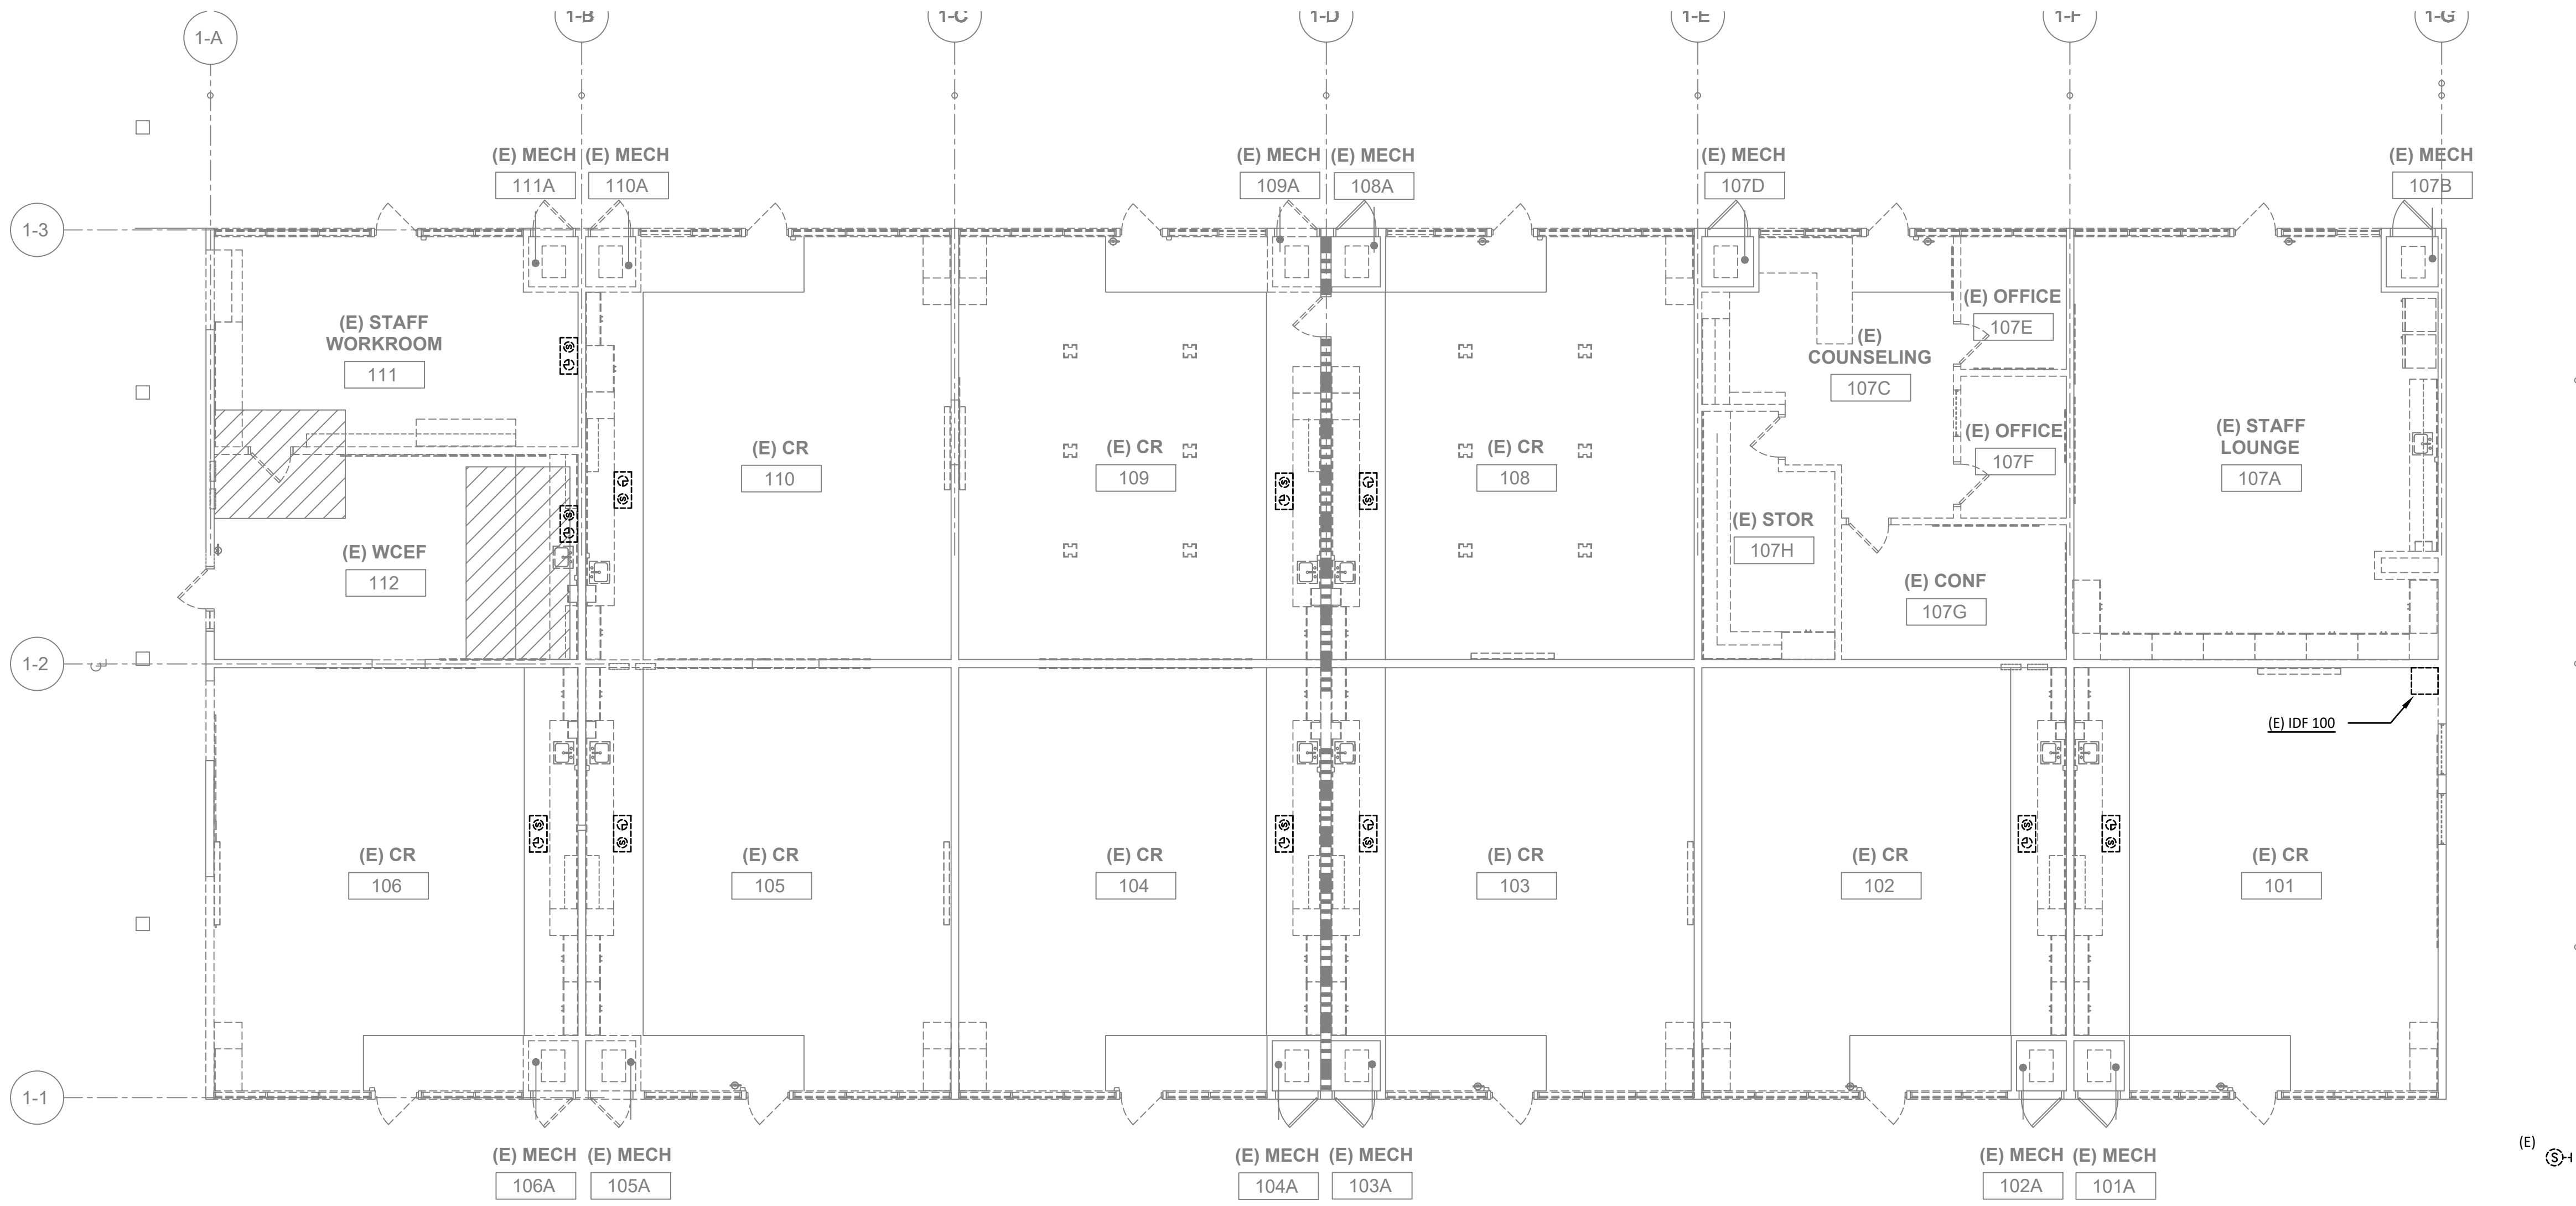 1-A
1-B
1-C
1-D
1-E
1-F
1-G
(E) MECH
111A
(E) MECH
110A
(E) MECH
109A
(E) MECH
108A
(E) MECH
107D
(E) MECH
107B
1-3
(E) STAFF
WORKROOM
111
(E) CR
110
(E) CR
109
(E) CR
108
(E)
COUNSELING
107C
(E) OFFICE
107E
(E) OFFICE
107F
(E) STAFF
LOUNGE
107A
(E) STOR
107H
(E) WCEF
112
(E) CONF
107G
1-2
(E) IDF 100
(E) CR
106
(E) CR
105
(E) CR
104
(E) CR
103
(E) CR
102
(E) CR
101
1-1
(E) MECH
106A
(E) MECH
105A
(E) MECH
104A
(E) MECH
103A
(E) MECH
102A
(E) MECH
101A
(E)
S